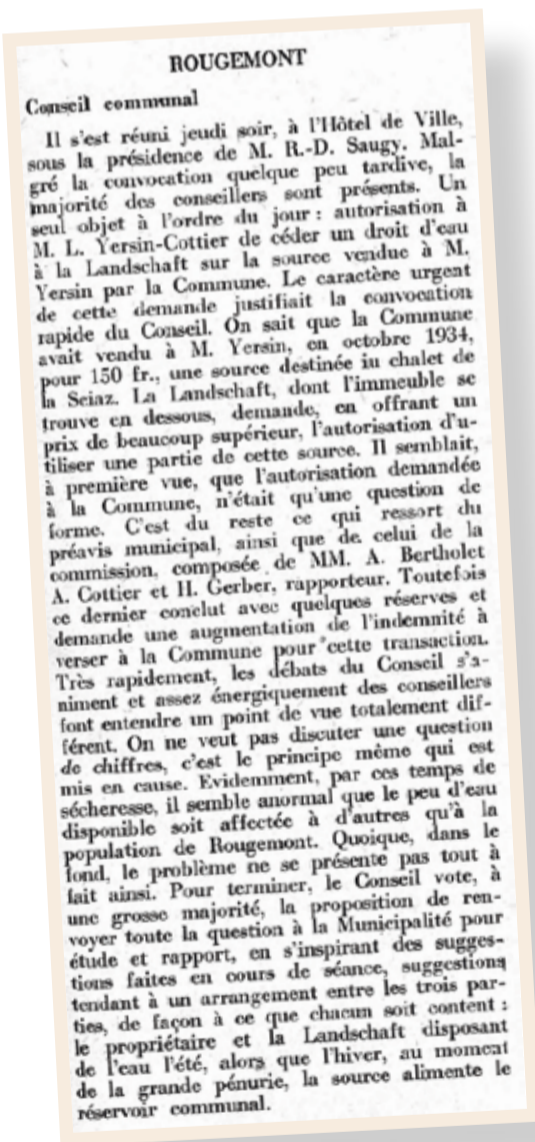 ROUGEMONT
Conseil communal
Il s'est réuni jeudi soir, à l'Hôtel de Ville,
sous la présidence de M. R.-D. Saugy. Mal-
gré la convocation quelque peu tardive, la
majorité des conseillers sont présents. Un
seul objet à l'ordre du jour : autorisation à
M. L. Yersin-Cottier de céder un droit d'eau
à la Landschaft sur la source vendue à M.
Yersin par la Commune. Le caractère urgent
de cette demande justifiait la convocation
rapide du Conseil. On sait que la Commune
avait vendu à M. Yersin, en octobre 1934,
pour 150 fr., une source destinée iu chalet de
la Sciaz. La Landschaft, dont l'immeuble se
trouve en dessous, demande, en offrant un
prix de beaucoup supérieur, l'autorisation d'u-
tiliser une partie de cette source. Il semblait,
à première vue, que l'autorisation demandée
à la Commune, n'était qu'une question de
forme. C'est du reste ce qui ressort du
préavis municipal, ainsi que de celui de la
commission, composée de MM. A. Bertholet
A. Cottier et H. Gerber, rapporteur. Toutefois
ce dernier conclut avec quelques réserves et
demande une augmentation de l'indemnité à
verser à la Commune pour cette transaction.
Très rapidement, les débats du Conseil s'a-
niment et assez énergiquement des conseillers
font entendre un point de vue totalement dif-
férent. On ne veut pas discuter une question
de chiffres, c'est le principe même qui est
mis en cause. Evidemment, par ces temps de
sécheresse, il semble anormal que le peu d'eau
disponible soit affectée à d'autres qu'à la
population de Rougemont. Quoique, dans le
fond, le problème ne se présente pas tout à
fait ainsi. Pour terminer, le Conseil vote, à
une grosse majorité, la proposition de ren-
voyer toute la question à la Municipalité pour
étude et rapport, en s'inspirant des sugges-
tions faites en cours de séance, suggestions
tendant à un arrangement entre les trois par-
ties, de façon à ce que chacun soit content :
le propriétaire et la Landschaft disposant
de l'eau l'été, alors que l'hiver, au moment
de la grande pénurie, la source alimente le
réservoir communal.